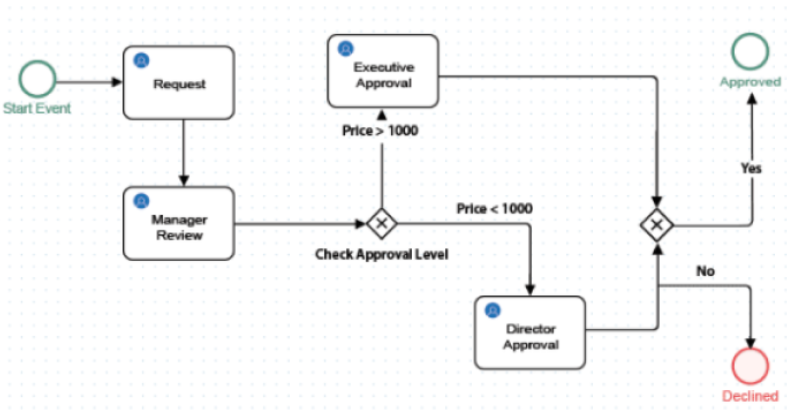 Start Event
Request
Manager
Review
Executive
Approval
Price > 1000
Check Approval Level
Price < 1000
Director
Approval
Approved
Yes
No
Declined